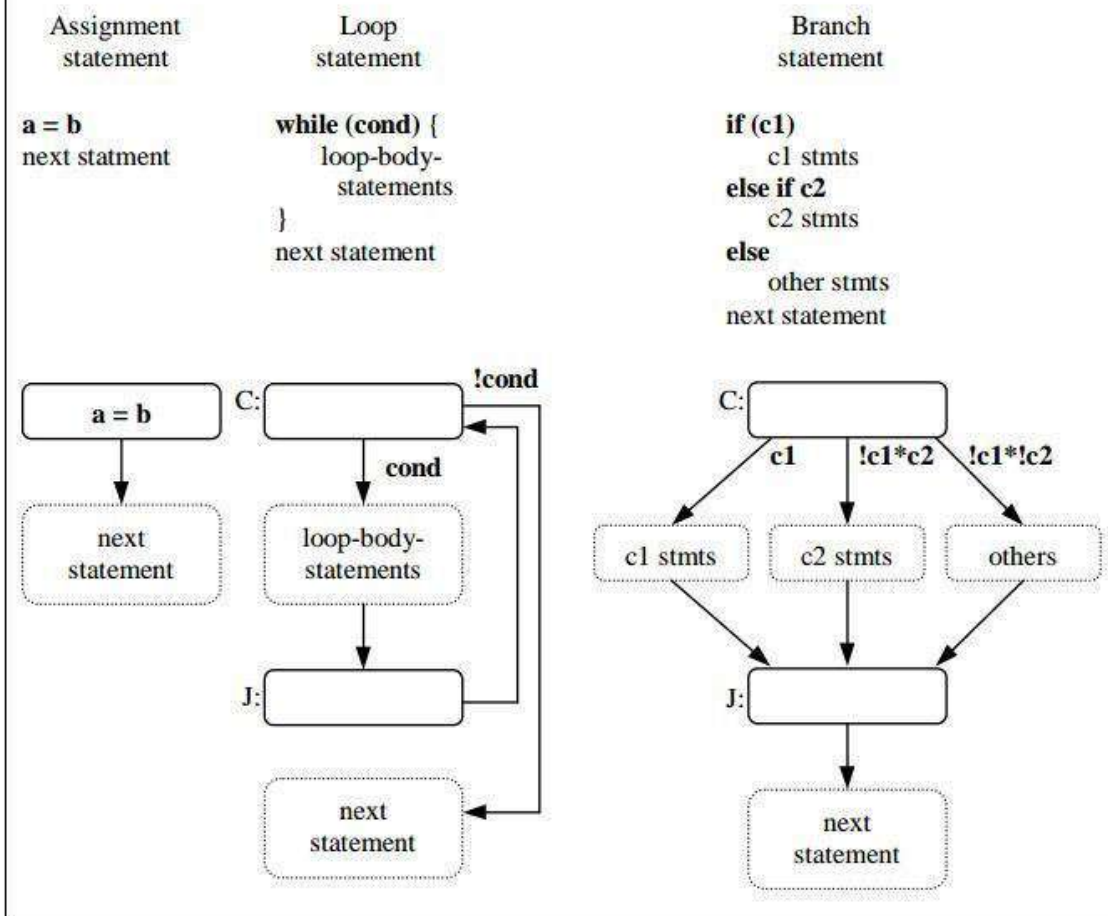 Assignment
statement
a = b
next statment
Loop
statement
while (cond) {
loop-body-
statements
}
next statement
Branch
statement
if (c1)
c1 stmts
else if c2
c2 stmts
else
other stmts
next statement
a = b
next
statement
C:
!cond
cond
loop-body-
statements
J:
next
statement
C:
c1
!c1*c2
!c1*!c2
c1 stmts
c2 stmts
others
J:
next
statement